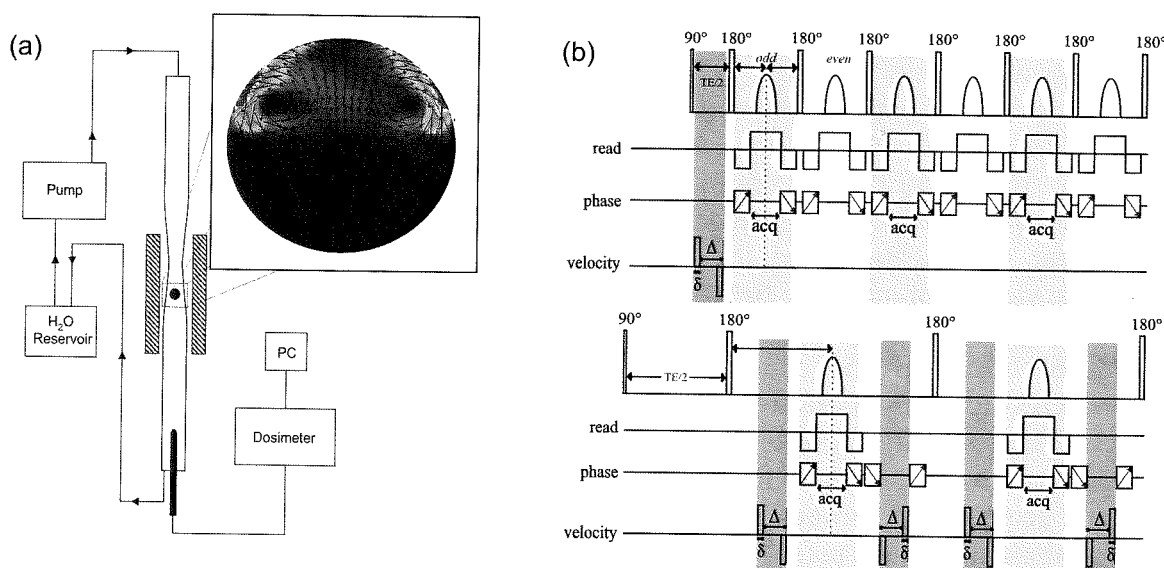 (a)
Pump
H₂O
Reservoir
PC
Dosimeter
(b)
90° 180° 180° 180° 180° 180° 180° 180°
odd even
TE/2
read
phase
acq acq acq
Δ
velocity
δ
90° 180° 180° 180°
TE/2
read
phase
acq acq
Δ Δ Δ Δ
velocity
δ δ δ δ